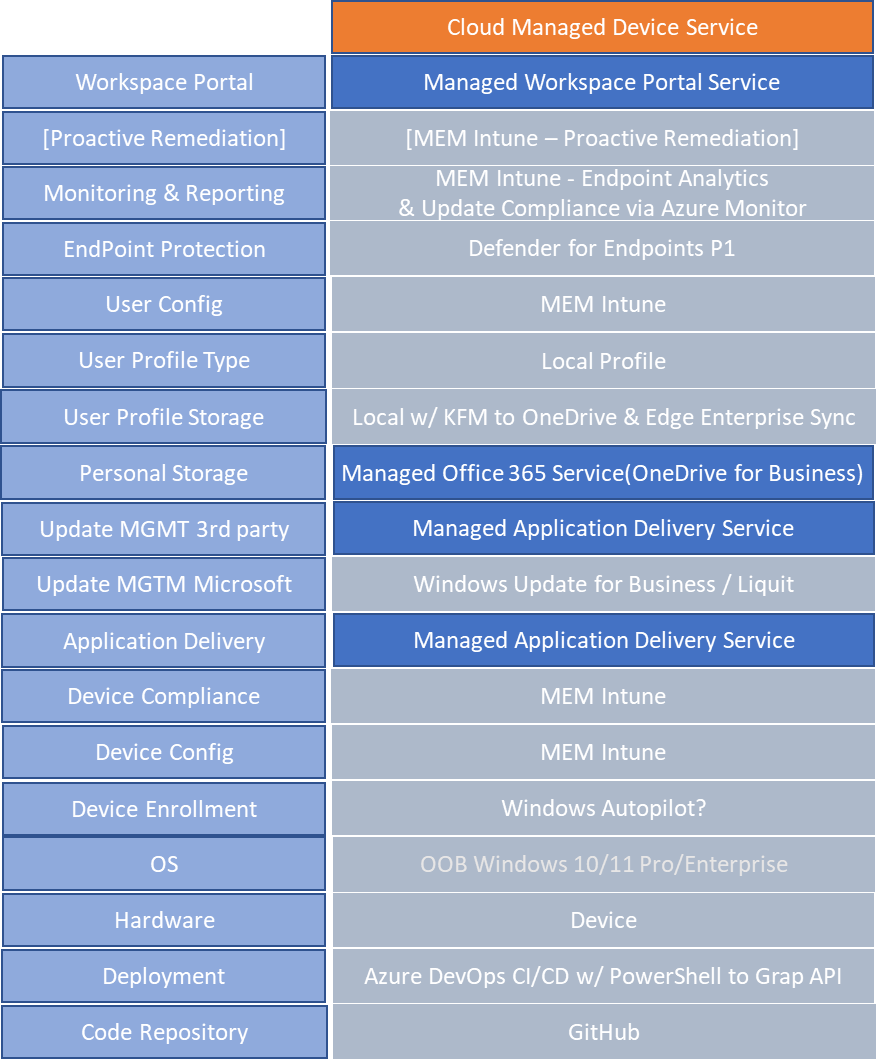 Cloud Managed Device Service
Workspace Portal
Managed Workspace Portal Service
[Proactive Remediation]
[MEM Intune – Proactive Remediation]
Monitoring & Reporting
MEM Intune - Endpoint Analytics
& Update Compliance via Azure Monitor
EndPoint Protection
Defender for Endpoints P1
User Config
MEM Intune
User Profile Type
Local Profile
User Profile Storage
Local w/ KFM to OneDrive & Edge Enterprise Sync
Personal Storage
Managed Office 365 Service(OneDrive for Business)
Update MGMT 3rd party
Managed Application Delivery Service
Update MGTM Microsoft
Windows Update for Business / Liquit
Application Delivery
Managed Application Delivery Service
Device Compliance
MEM Intune
Device Config
MEM Intune
Device Enrollment
Windows Autopilot?
OS
OOB Windows 10/11 Pro/Enterprise
Hardware
Device
Deployment
Azure DevOps CI/CD w/ PowerShell to Grap API
Code Repository
GitHub